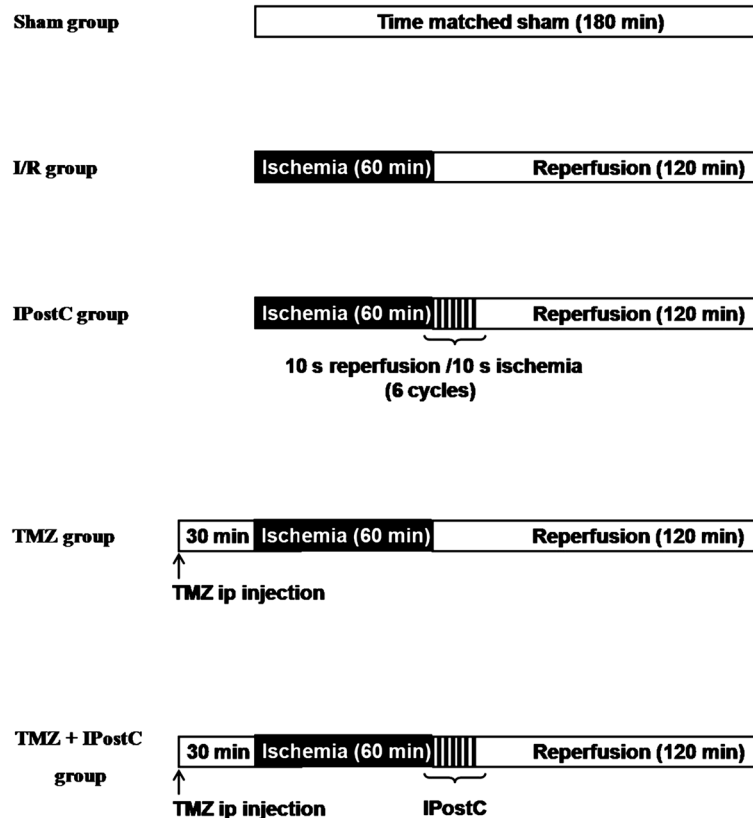 Sham group
Time matched sham (180 min)
I/R group
Ischemia (60 min)
Reperfusion (120 min)
IPostC group
Ischemia (60 min)
Reperfusion (120 min)
10 s reperfusion /10 s ischemia
(6 cycles)
TMZ group
30 min
Ischemia (60 min)
Reperfusion (120 min)
TMZ ip injection
TMZ + IPostC
group
30 min
Ischemia (60 min)
Reperfusion (120 min)
TMZ ip injection
IPostC